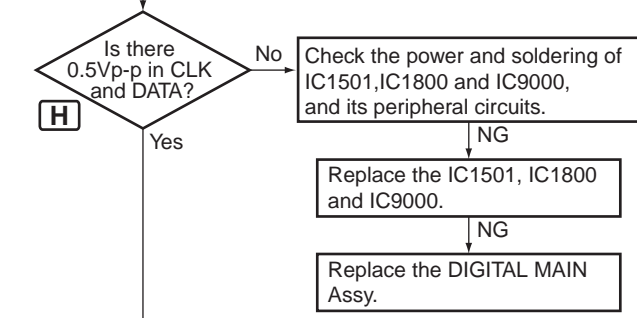 Is there
0.5Vp-p in CLK
and DATA?
H
No
Yes
Check the power and soldering of
IC1501,IC1800 and IC9000,
and its peripheral circuits.
NG
Replace the IC1501, IC1800
and IC9000.
NG
Replace the DIGITAL MAIN
Assy.